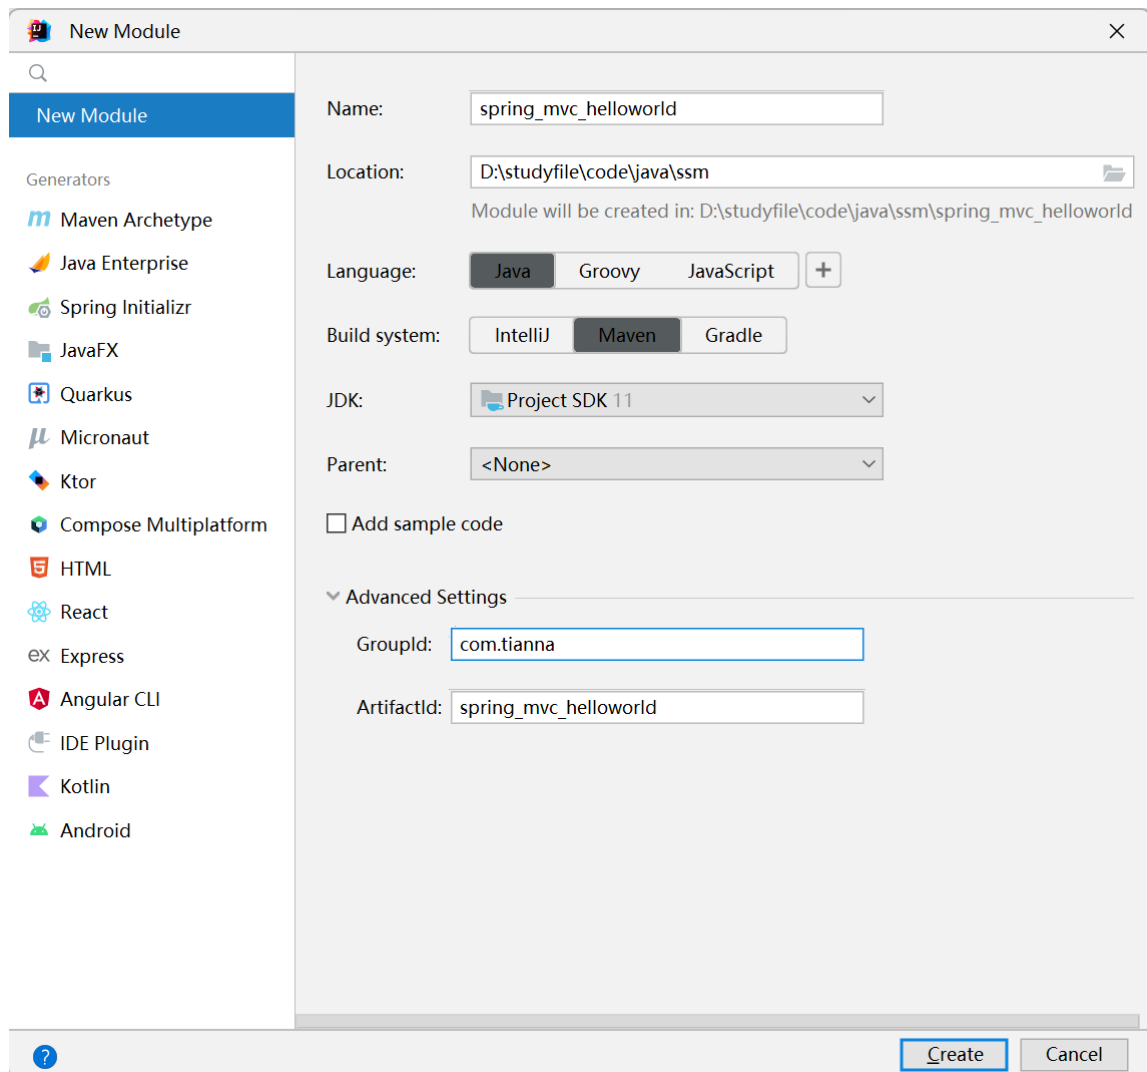 New Module
New Module
Generators
Maven Archetype
Java Enterprise
Spring Initializr
JavaFX
Quarkus
Micronaut
Ktor
Compose Multiplatform
HTML
React
ex Express
Angular CLI
IDE Plugin
Kotlin
Android
Name: spring_mvc_helloworld
Location: D:\studyfile\code\java\ssm
Module will be created in: D:\studyfile\code\java\ssm\spring_mvc_helloworld
Language: Java Groovy JavaScript +
Build system: IntelliJ Maven Gradle
JDK: Project SDK 11
Parent: <None>
Add sample code
Advanced Settings
GroupId: com.tianna
ArtifactId: spring_mvc_helloworld
? Create Cancel